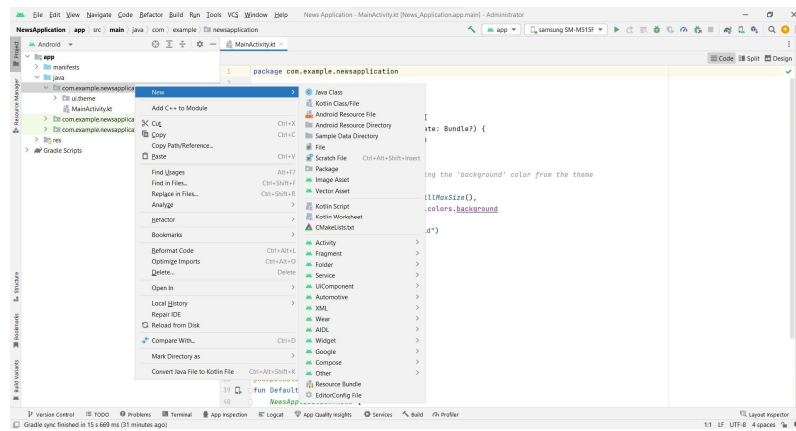 File Edit View Navigate Code Refactor Build Run Tools VCS Window Help News Application - MainActivity.kt [News_Application.app.main] - Administrator
NewsApplication app src main java com example newsapplication
app samsung SM-M515F
Android
MainActivity.kt
Code Split Design
Project
Resource Manager
Structure
Bookmarks
Build Variants
app
manifests
java
com.example.newsapplica
ui.theme
MainActivity.kt
com.example.newsapplica
com.example.newsapplica
res
Gradle Scripts
New
Add C++ to Module
Cut Ctrl+X
Copy Ctrl+C
Copy Path/Reference...
Paste Ctrl+V
Find Usages Alt+F7
Find in Files... Ctrl+Shift+F
Replace in Files... Ctrl+Shift+R
Analyze
Refactor
Bookmarks
Reformat Code Ctrl+Alt+L
Optimize Imports Ctrl+Alt+O
Delete... Delete
Open In
Local History
Repair IDE
Reload from Disk
Compare With... Ctrl+D
Mark Directory as
Convert Java File to Kotlin File Ctrl+Alt+Shift+K
Java Class
Kotlin Class/File
Android Resource File
Android Resource Directory
Sample Data Directory
File
Scratch File Ctrl+Alt+Shift+Insert
Package
Image Asset
Vector Asset
Kotlin Script
Kotlin Worksheet
CMakeLists.txt
Activity
Fragment
Folder
Service
UiComponent
Automotive
XML
Wear
AIDL
Widget
Google
Compose
Other
Resource Bundle
EditorConfig File
1 package com.example.newsapplication
2
{
ate: Bundle?) {
ing the 'background' color from the theme
illMaxSize(),
.colors.background
d")
39 fun Default
40
Version Control TODO Problems Terminal App Inspection Logcat App Quality Insights Services Build Profiler Layout Inspector
Gradle sync finished in 15 s 669 ms (31 minutes ago) 1:1 LF UTF-8 4 spaces